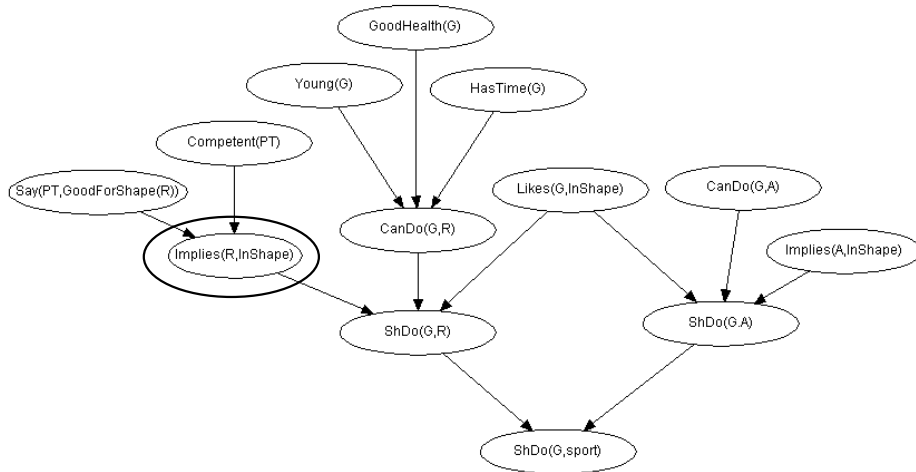 GoodHealth(G)
Young(G)
HasTime(G)
Competent(PT)
Say(PT,GoodForShape(R))
Likes(G,InShape)
CanDo(G,A)
CanDo(G,R)
Implies(R,InShape)
Implies(A,InShape)
ShDo(G,R)
ShDo(G.A)
ShDo(G,sport)